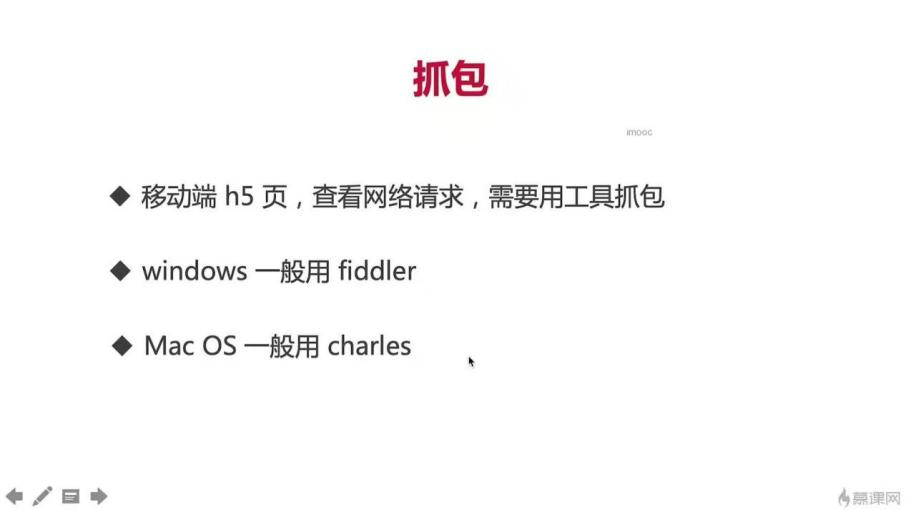 抓包
imooc
移动端 h5 页，查看网络请求，需要用工具抓包
windows 一般用 fiddler
Mac OS 一般用 charles
慕课网